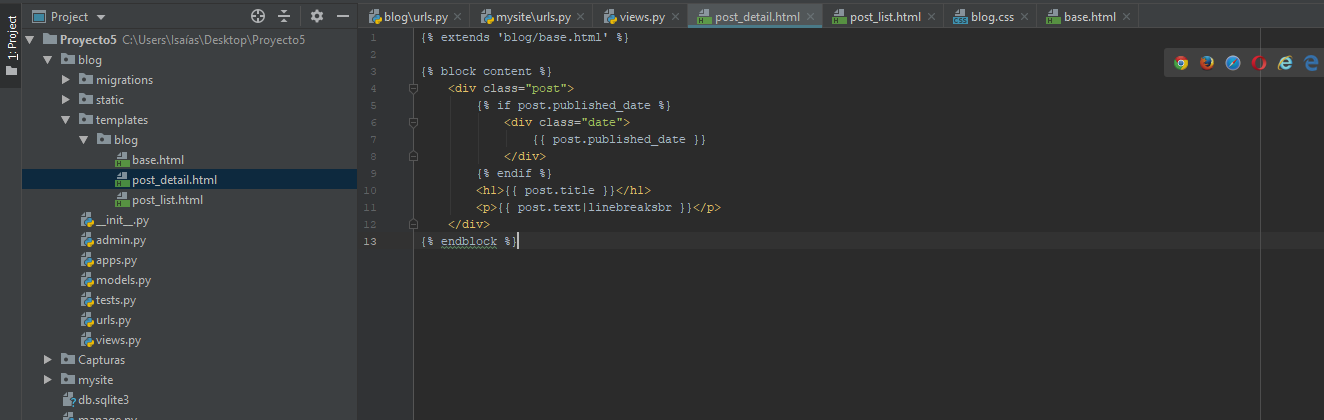 1: Project
Project
Proyecto5 C:\Users\Isaías\Desktop\Proyecto5
blog
migrations
static
templates
blog
base.html
post_detail.html
post_list.html
__init__.py
admin.py
apps.py
models.py
tests.py
urls.py
views.py
Capturas
mysite
db.sqlite3
manage.py
blog\urls.py mysite\urls.py views.py post_detail.html post_list.html blog.css base.html
1 {% extends 'blog/base.html' %}
2
3 {% block content %}
4 <div class="post">
5 {% if post.published_date %}
6 <div class="date">
7 {{ post.published_date }}
8 </div>
9 {% endif %}
10 <h1>{{ post.title }}</h1>
11 <p>{{ post.text|linebreaksbr }}</p>
12 </div>
13 {% endblock %}